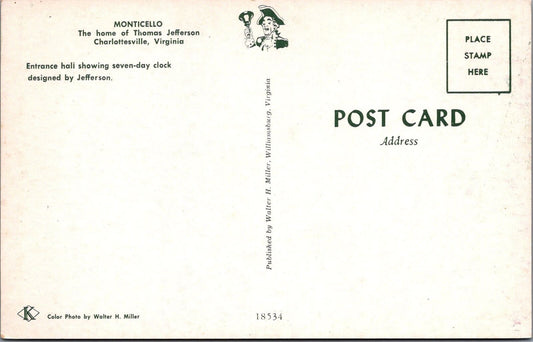 MONTICELLO
The home of Thomas Jefferson
Charlottesville, Virginia
Entrance hall showing seven-day clock
designed by Jefferson.
PLACE
STAMP
HERE
POST CARD
Address
Published by Walter H. Miller, Williamsburg, Virginia
K
Color Photo by Walter H. Miller
18534